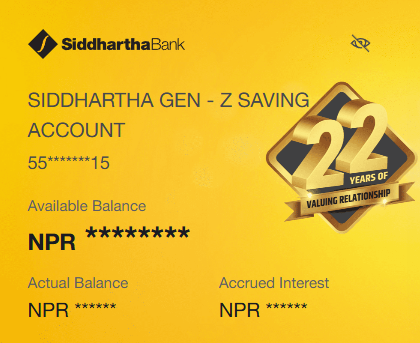 SiddharthaBank
SIDDHARTHA GEN - Z SAVING
ACCOUNT
55*******15
22
YEARS OF
VALUING RELATIONSHIP
Available Balance
NPR ********
Actual Balance
Accrued Interest
NPR ******
NPR ******